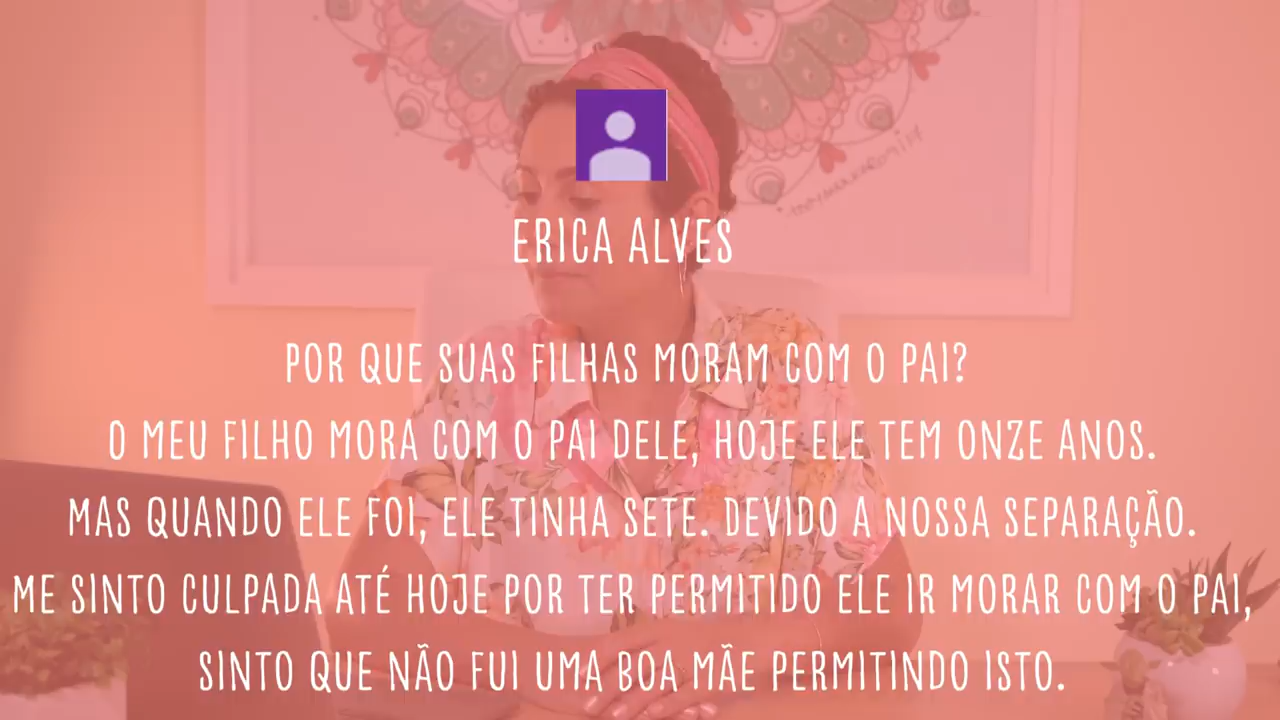 ERICA ALVES
POR QUE SUAS FILHAS MORAM COM O PAI?
O MEU FILHO MORA COM O PAI DELE, HOJE ELE TEM ONZE ANOS.
MAS QUANDO ELE FOI, ELE TINHA SETE. DEVIDO A NOSSA SEPARAÇÃO.
ME SINTO CULPADA ATÉ HOJE POR TER PERMITIDO ELE IR MORAR COM O PAI,
SINTO QUE NÃO FUI UMA BOA MÃE PERMITINDO ISTO.